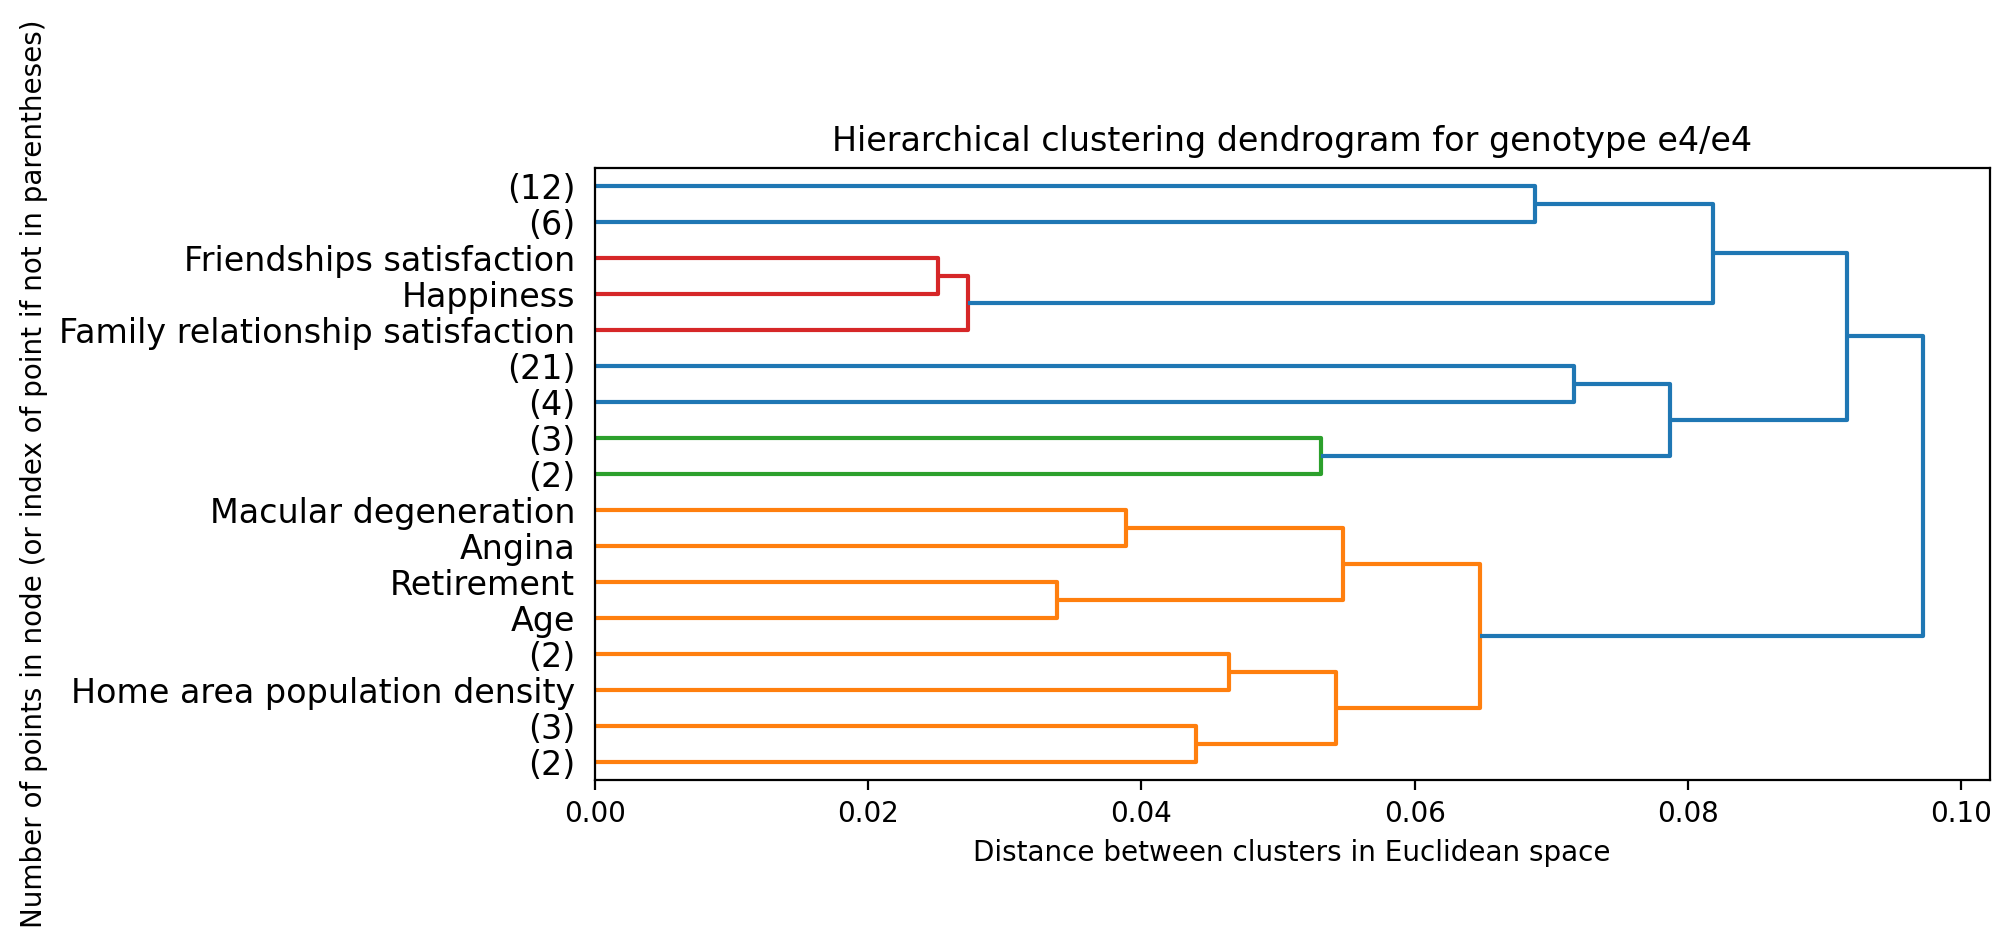 Hierarchical clustering dendrogram for genotype e4/e4
Number of points in node (or index of point if not in parentheses)
(12)
(6)
Friendships satisfaction
Happiness
Family relationship satisfaction
(21)
(4)
(3)
(2)
Macular degeneration
Angina
Retirement
Age
(2)
Home area population density
(3)
(2)
0.00 0.02 0.04 0.06 0.08 0.10
Distance between clusters in Euclidean space